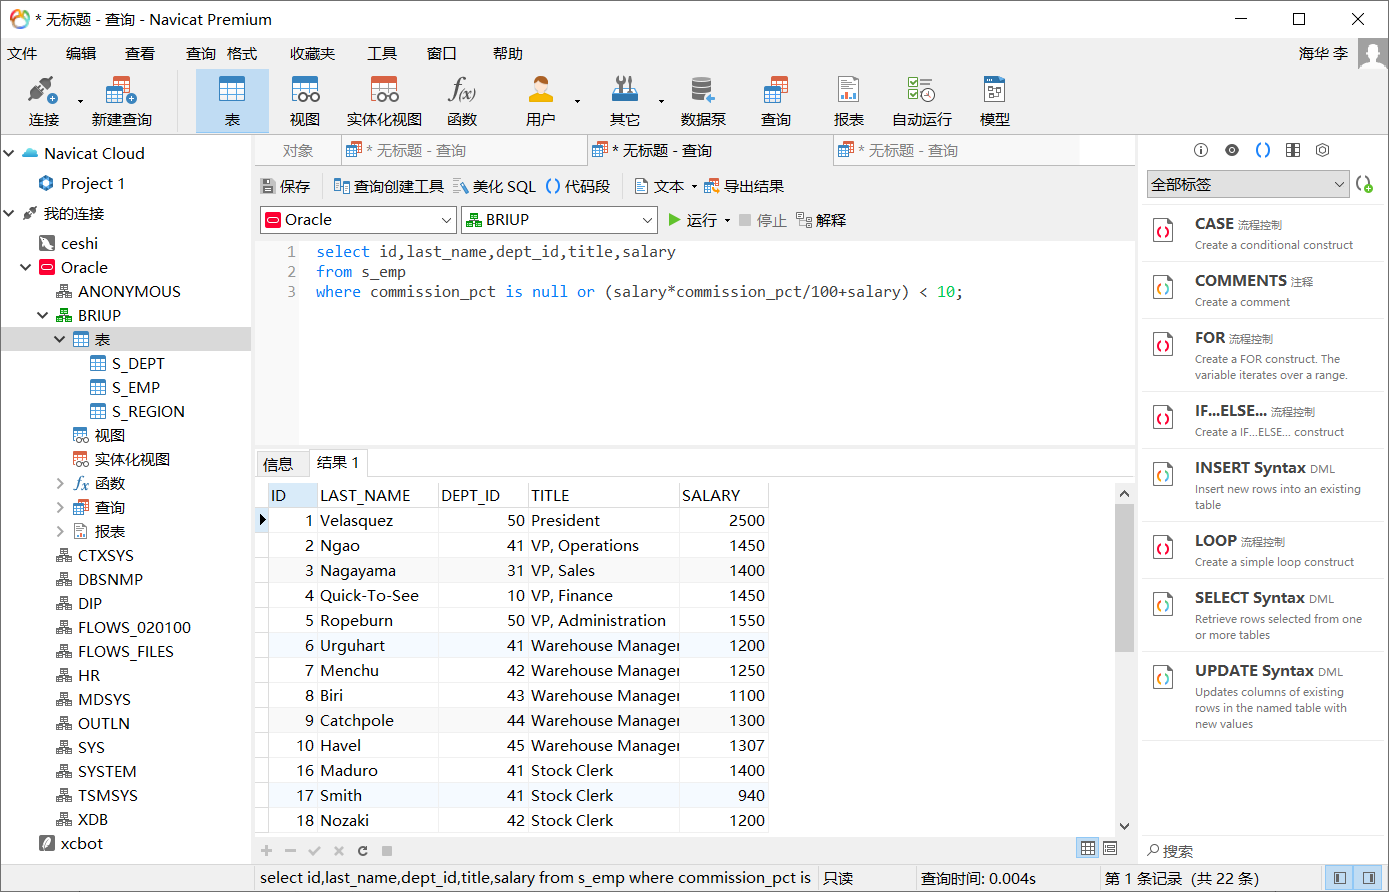 * 无标题 - 查询 - Navicat Premium
文件 编辑 查看 查询 格式 收藏夹 工具 窗口 帮助 海华 李
连接 新建查询 表 视图 实体化视图 函数 用户 其它 数据泵 查询 报表 自动运行 模型
Navicat Cloud
Project 1
我的连接
ceshi
Oracle
ANONYMOUS
BRIUP
表
S_DEPT
S_EMP
S_REGION
视图
实体化视图
函数
查询
报表
CTXSYS
DBSNMP
DIP
FLOWS_020100
FLOWS_FILES
HR
MDSYS
OUTLN
SYS
SYSTEM
TSMSYS
XDB
xcbot
对象 * 无标题 - 查询 * 无标题 - 查询 * 无标题 - 查询
保存 查询创建工具 美化 SQL () 代码段 文本 导出结果
Oracle BRIUP 运行 停止 解释
1 select id,last_name,dept_id,title,salary
2 from s_emp
3 where commission_pct is null or (salary*commission_pct/100+salary) < 10;
信息 结果 1
ID LAST_NAME DEPT_ID TITLE SALARY
1 Velasquez 50 President 2500
2 Ngao 41 VP, Operations 1450
3 Nagayama 31 VP, Sales 1400
4 Quick-To-See 10 VP, Finance 1450
5 Ropeburn 50 VP, Administration 1550
6 Urguhart 41 Warehouse Manager 1200
7 Menchu 42 Warehouse Manager 1250
8 Biri 43 Warehouse Manager 1100
9 Catchpole 44 Warehouse Manager 1300
10 Havel 45 Warehouse Manager 1307
16 Maduro 41 Stock Clerk 1400
17 Smith 41 Stock Clerk 940
18 Nozaki 42 Stock Clerk 1200
全部标签
CASE 流程控制
Create a conditional construct
COMMENTS 注释
Create a comment
FOR 流程控制
Create a FOR construct. The
variable iterates over a range.
IF...ELSE... 流程控制
Create a IF...ELSE... construct
INSERT Syntax DML
Insert new rows into an existing
table
LOOP 流程控制
Create a simple loop construct
SELECT Syntax DML
Retrieve rows selected from one
or more tables
UPDATE Syntax DML
Updates columns of existing
rows in the named table with
new values
搜索
select id,last_name,dept_id,title,salary from s_emp where commission_pct is 只读 查询时间: 0.004s 第 1 条记录 (共 22 条)